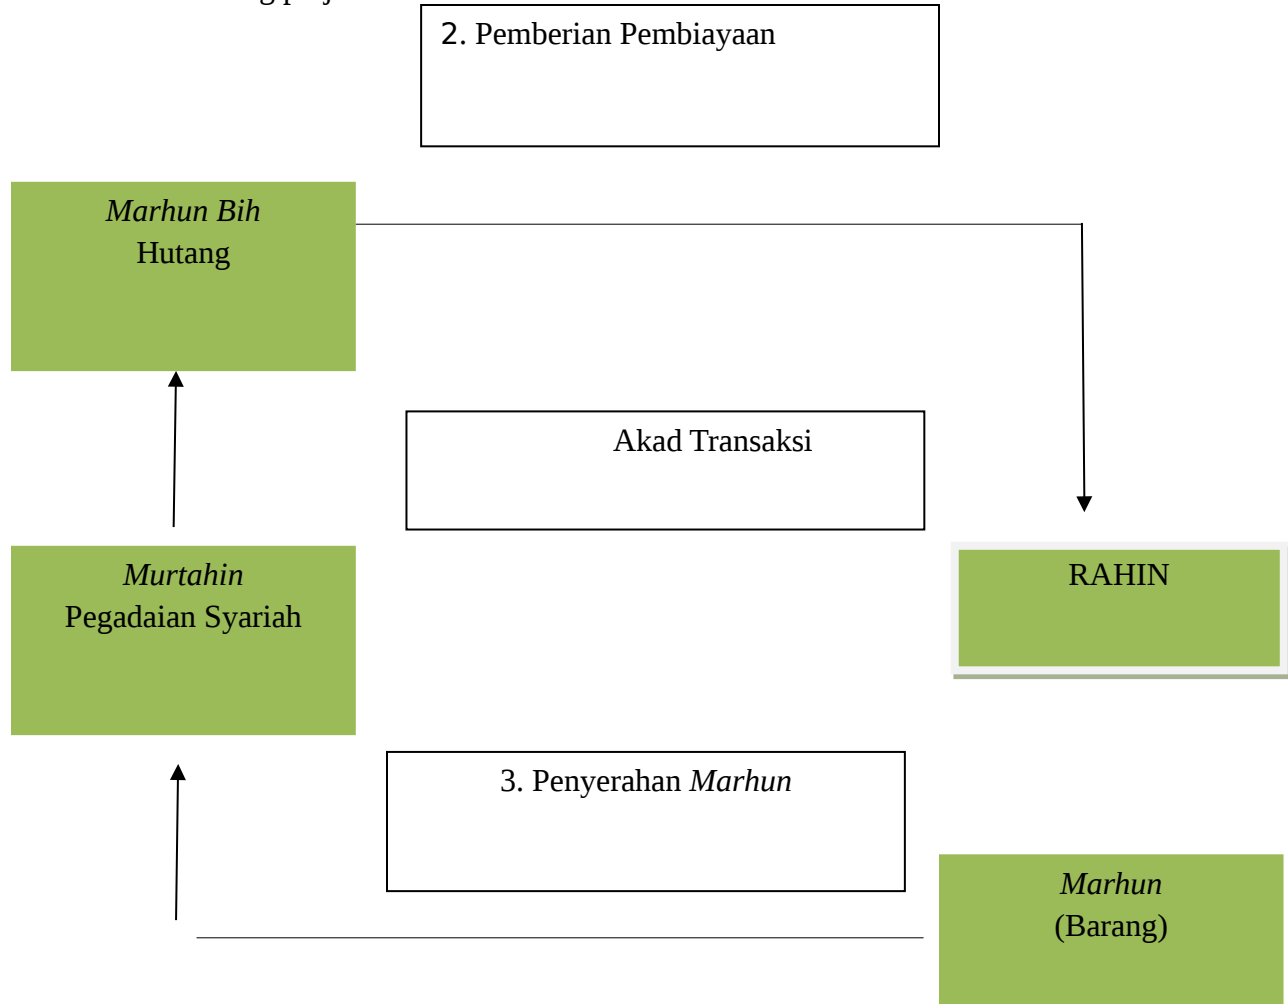 2. Pemberian Pembiayaan
Marhun Bih
Hutang
Akad Transaksi
Murtahin
Pegadaian Syariah
RAHIN
3. Penyerahan Marhun
Marhun
(Barang)